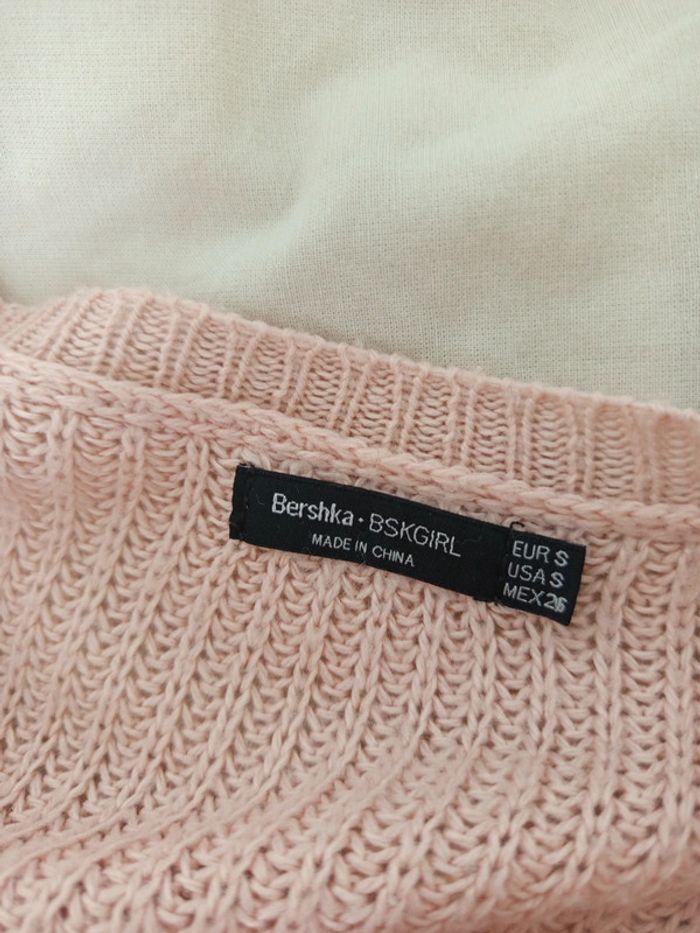 Bershka · BSKGIRL
MADE IN CHINA
EUR S
USA S
MEX 26